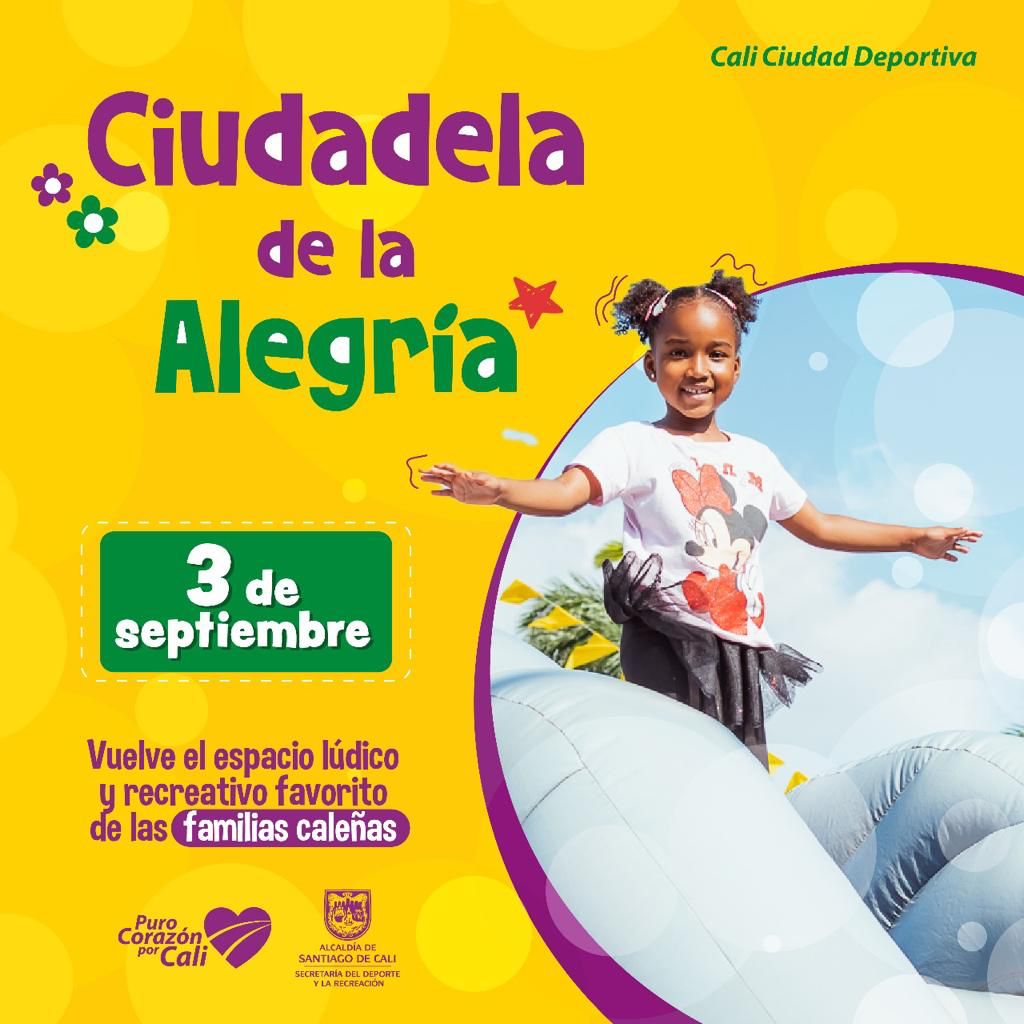 Cali Ciudad Deportiva
Ciudadela
de la
Alegría
3 de
septiembre
Vuelve el espacio lúdico
y recreativo favorito
de las familias caleñas
Puro
Corazón
por Cali
ALCALDÍA DE
SANTIAGO DE CALI
SECRETARÍA DEL DEPORTE
Y LA RECREACIÓN